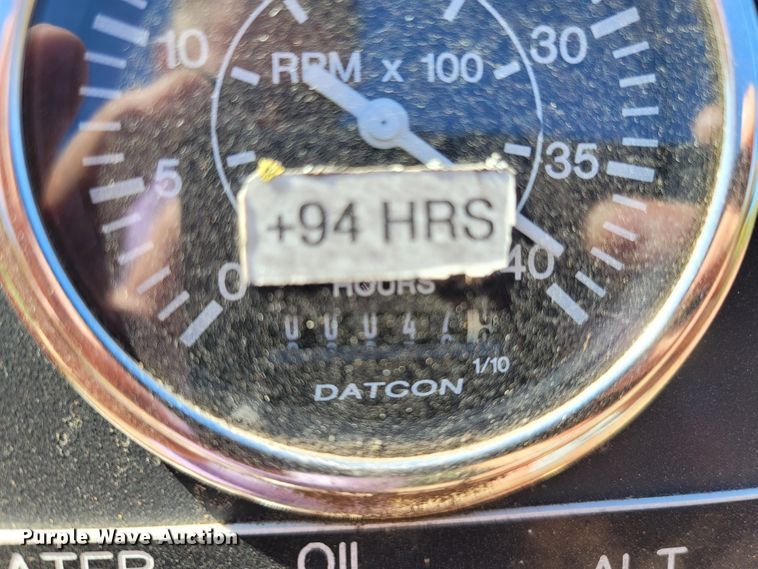 10 30
RPM x 100
5 35
+94 HRS
0 40
HOURS
1/10
DATCON
Purple Wave Auction
OIL ALT